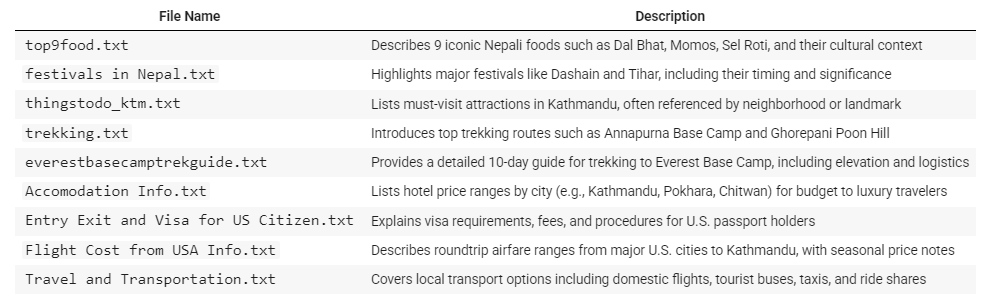 File Name Description
top9food.txt Describes 9 iconic Nepali foods such as Dal Bhat, Momos, Sel Roti, and their cultural context
festivals in Nepal.txt Highlights major festivals like Dashain and Tihar, including their timing and significance
thingstodo_ktm.txt Lists must-visit attractions in Kathmandu, often referenced by neighborhood or landmark
trekking.txt Introduces top trekking routes such as Annapurna Base Camp and Ghorepani Poon Hill
everestbasecamptrekguide.txt Provides a detailed 10-day guide for trekking to Everest Base Camp, including elevation and logistics
Accomodation Info.txt Lists hotel price ranges by city (e.g., Kathmandu, Pokhara, Chitwan) for budget to luxury travelers
Entry Exit and Visa for US Citizen.txt Explains visa requirements, fees, and procedures for U.S. passport holders
Flight Cost from USA Info.txt Describes roundtrip airfare ranges from major U.S. cities to Kathmandu, with seasonal price notes
Travel and Transportation.txt Covers local transport options including domestic flights, tourist buses, taxis, and ride shares